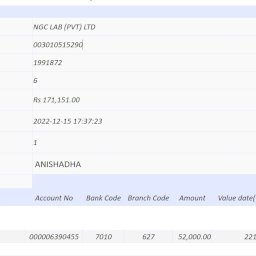 NGC LAB (PVT) LTD
003010515290
1991872
6
Rs 171,151.00
2022-12-15 17:37:23
1
ANISHADHA
Account No Bank Code Branch Code Amount Value date(
000006390455 7010 627 52,000.00 221